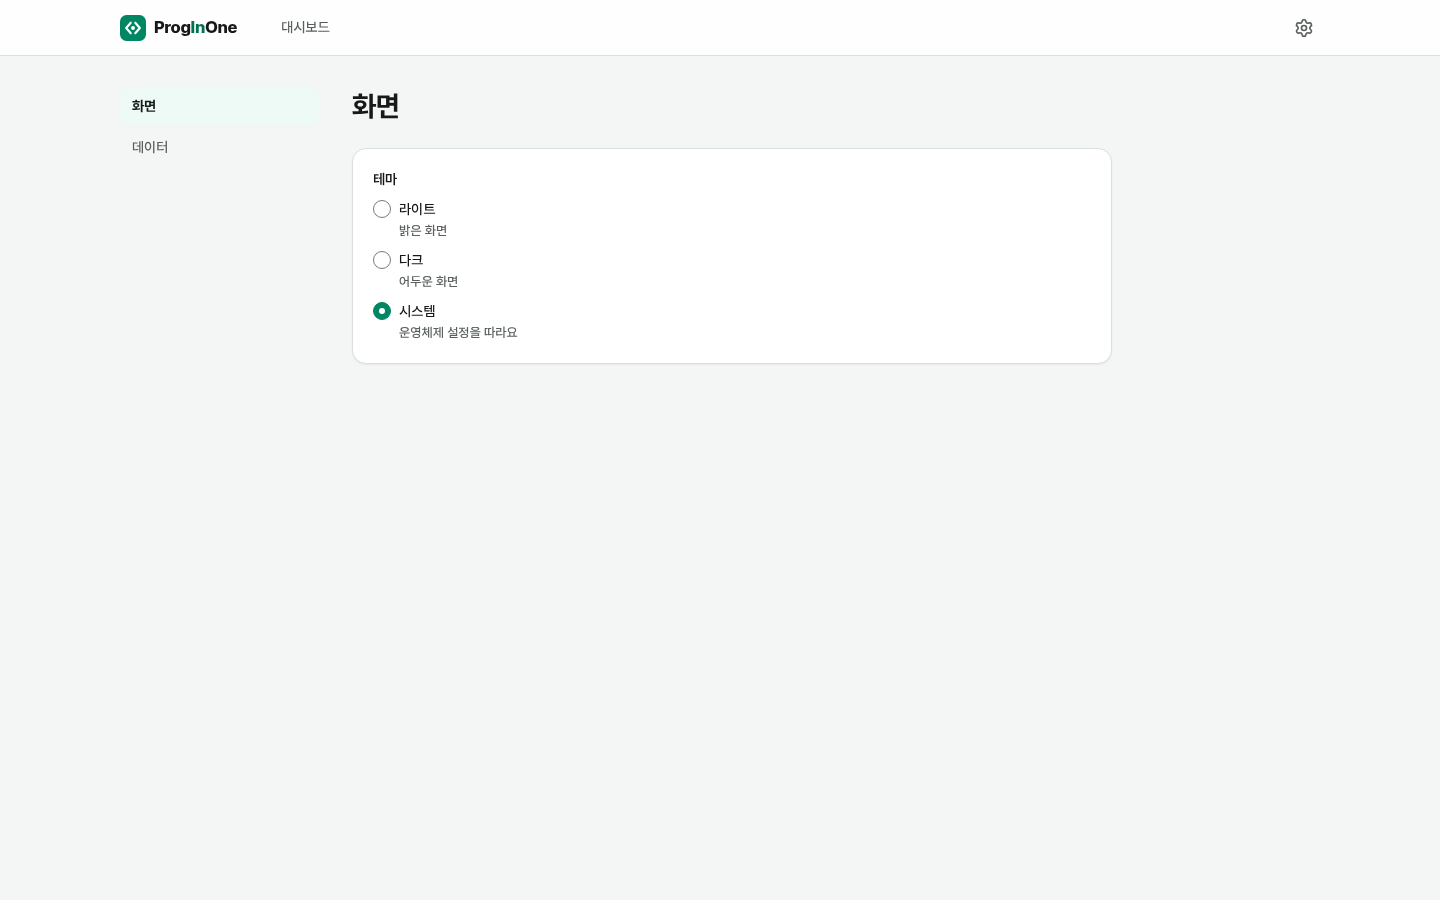 ProgInOne
대시보드
화면
데이터
화면
테마
라이트
밝은 화면
다크
어두운 화면
시스템
운영체제 설정을 따라요